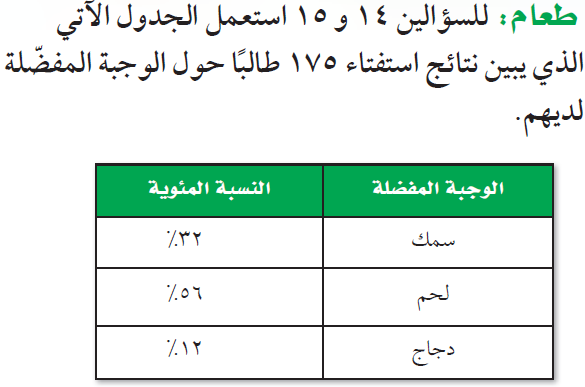 طعام: للسؤالين ١٤ و ١٥ استعمل الجدول الآتي
الذي يبين نتائج استفتاء ١٧٥ طالبًا حول الوجبة المفضّلة
لديهم.
الوجبة المفضلة النسبة المئوية
سمك ٣٢٪
لحم ٥٦٪
دجاج ١٢٪